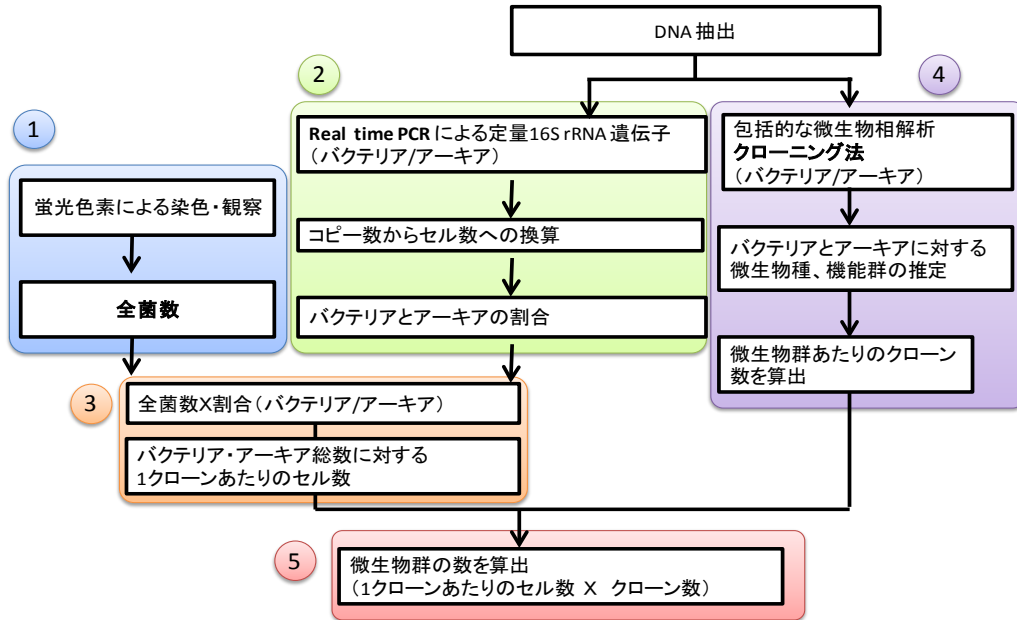 DNA 抽出
1
蛍光色素による染色・観察
全菌数
2
Real time PCR による定量16S rRNA 遺伝子
(バクテリア/アーキア)
コピー数からセル数への換算
バクテリアとアーキアの割合
3
全菌数X割合(バクテリア/アーキア)
バクテリア・アーキア総数に対する
1クローンあたりのセル数
4
包括的な微生物相解析
クローニング法
(バクテリア/アーキア)
バクテリアとアーキアに対する
微生物種、機能群の推定
微生物群あたりのクローン
数を算出
5
微生物群の数を算出
(1クローンあたりのセル数 X クローン数)